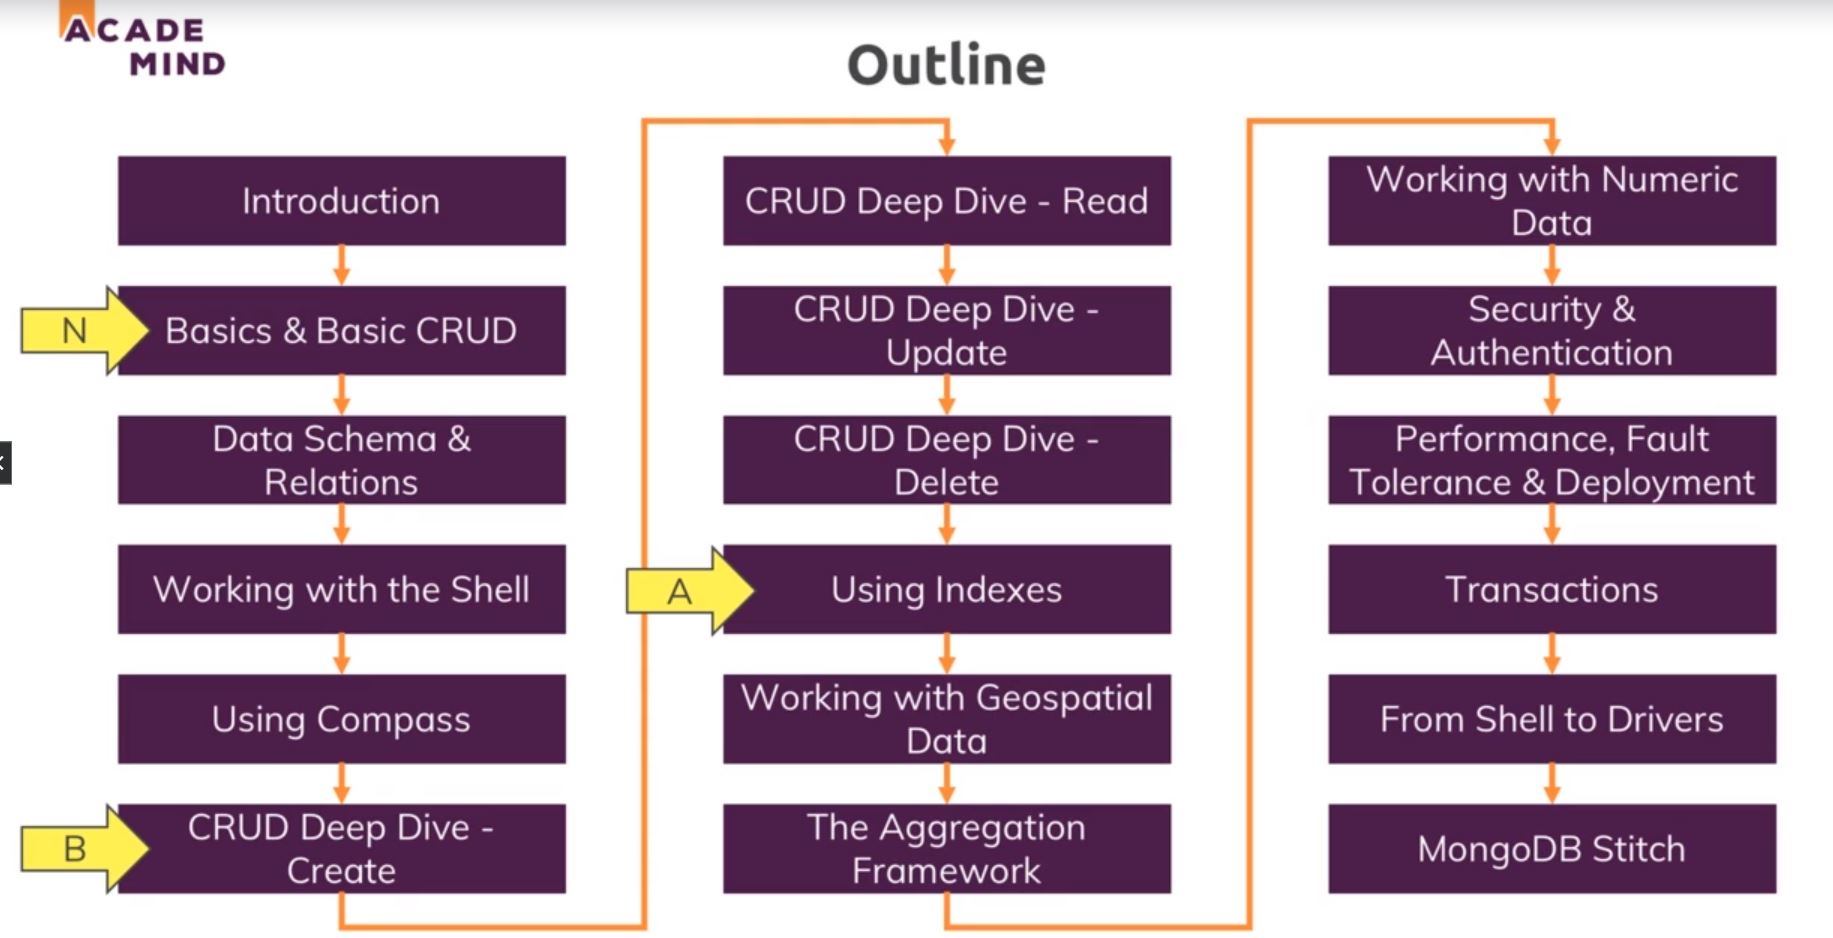 ACADE
MIND
Outline
Introduction
N
Basics & Basic CRUD
Data Schema &
Relations
Working with the Shell
Using Compass
B
CRUD Deep Dive -
Create
CRUD Deep Dive - Read
CRUD Deep Dive -
Update
CRUD Deep Dive -
Delete
A
Using Indexes
Working with Geospatial
Data
The Aggregation
Framework
Working with Numeric
Data
Security &
Authentication
Performance, Fault
Tolerance & Deployment
Transactions
From Shell to Drivers
MongoDB Stitch